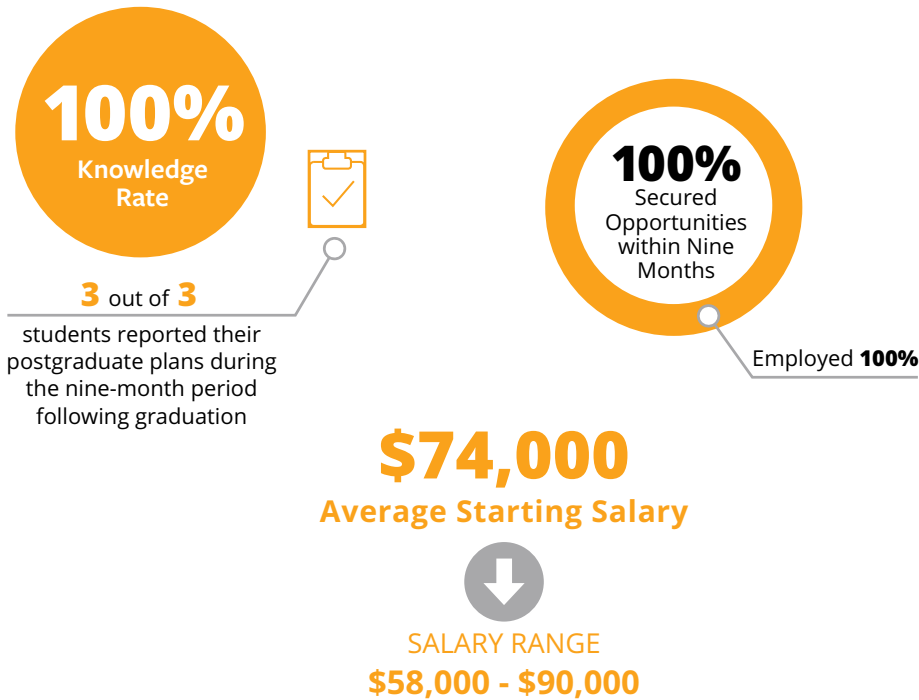 100%
Knowledge
Rate
3 out of 3
students reported their
postgraduate plans during
the nine-month period
following graduation
100%
Secured
Opportunities
within Nine
Months
Employed 100%
$74,000
Average Starting Salary
SALARY RANGE
$58,000 - $90,000